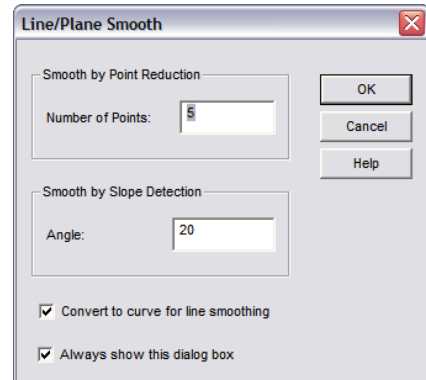 Line/Plane Smooth
Smooth by Point Reduction
Number of Points: 5
OK
Cancel
Help
Smooth by Slope Detection
Angle: 20
Convert to curve for line smoothing
Always show this dialog box